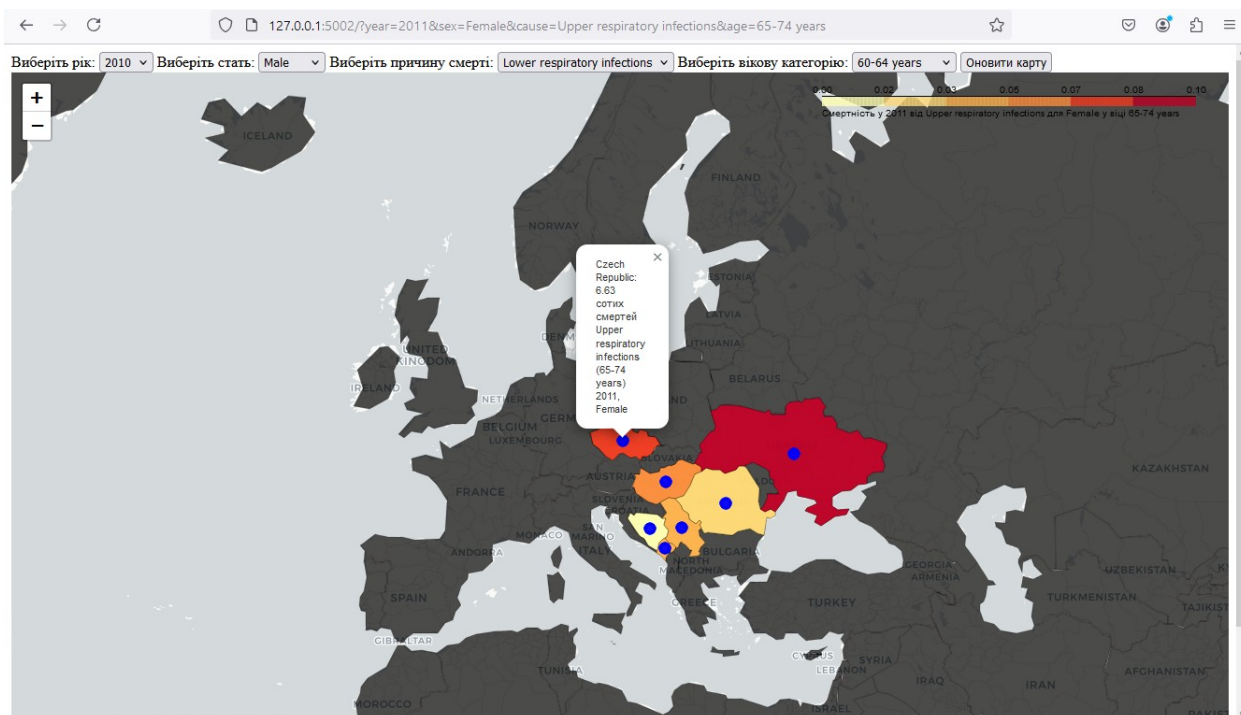 127.0.0.1:5002/?year=2011&sex=Female&cause=Upper respiratory infections&age=65-74 years
Виберіть рік: 2010 Виберіть стать: Male Виберіть причину смерті: Lower respiratory infections Виберіть вікову категорію: 60-64 years Оновити карту
+
−
0.00 0.02 0.03 0.05 0.07 0.08 0.10
Смертність у 2011 від Upper respiratory infections для Female у віці 65-74 years
ICELAND
FINLAND
NORWAY
×
Czech
Republic:
6.63
сотих
смертей
Upper
respiratory
infections
(65-74
years)
2011,
Female
ESTONIA
LATVIA
LITHUANIA
UNITED
KINGDOM
IRELAND
BELARUS
NETHERLANDS
BELGIUM
LUXEMBOURG
SLOVAKIA
AUSTRIA
KAZAKHSTAN
FRANCE
SLOVENIA
CROATIA
MONACO
SAN
MARINO
ITALY
ANDORRA
BULGARIA
NORTH
MACEDONIA
GEORGIA
ARMENIA
UZBEKISTAN
SPAIN
GREECE
TURKEY
TURKMENISTAN
TAJIKIST
GIBRALTAR
TUNISIA
CYPRUS
LEBANON
SYRIA
IRAQ
IRAN
AFGHANISTAN
MOROCCO
ISRAEL